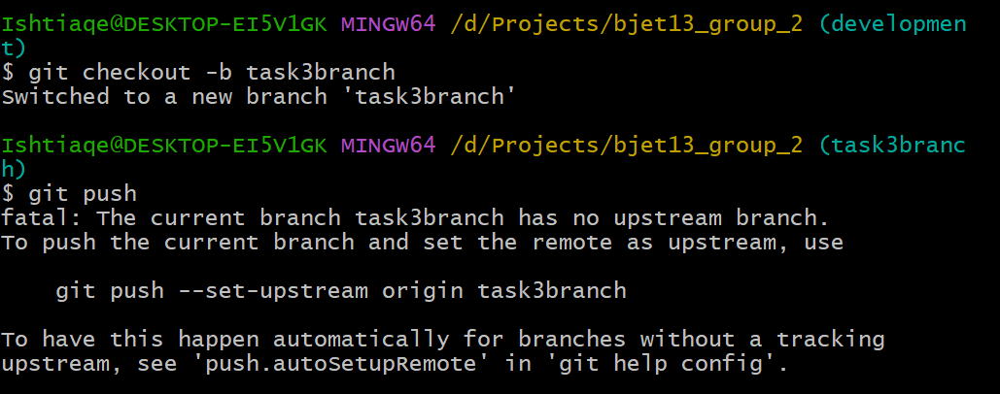 Ishtiaqe@DESKTOP-EI5V1GK MINGW64 /d/Projects/bjet13_group_2 (developmen
t)
$ git checkout -b task3branch
Switched to a new branch 'task3branch'

Ishtiaqe@DESKTOP-EI5V1GK MINGW64 /d/Projects/bjet13_group_2 (task3branc
h)
$ git push
fatal: The current branch task3branch has no upstream branch.
To push the current branch and set the remote as upstream, use

    git push --set-upstream origin task3branch

To have this happen automatically for branches without a tracking
upstream, see 'push.autoSetupRemote' in 'git help config'.